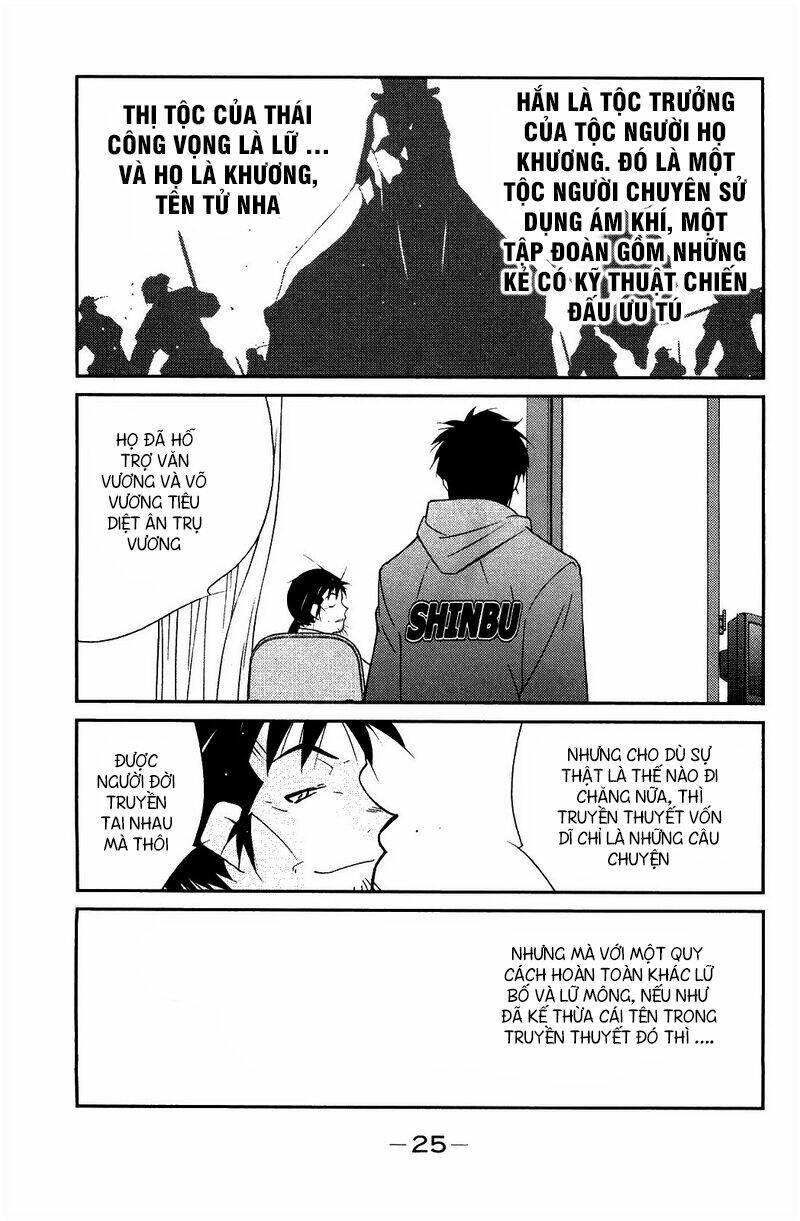 HẮN LÀ TỘC TRƯỞNG
CỦA TỘC NGƯỜI HỌ
KHƯƠNG. ĐÓ LÀ MỘT
TỘC NGƯỜI CHUYÊN SỬ
DỤNG ÁM KHÍ, MỘT
TẬP ĐOÀN GỒM NHỮNG
KẺ CÓ KỸ THUẬT CHIẾN
ĐẤU ƯU TÚ
THỊ TỘC CỦA THÁI
CÔNG VỌNG LÀ LỮ ...
VÀ HỌ LÀ KHƯƠNG,
TÊN TỬ NHA
HỌ ĐÃ HỖ
TRỢ VĂN
VƯƠNG VÀ VÕ
VƯƠNG TIÊU
DIỆT ÂN TRỤ
VƯƠNG
SHINBU
NHƯNG CHO DÙ SỰ
THẬT LÀ THẾ NÀO ĐI
CHĂNG NỮA, THÌ
TRUYỀN THUYẾT VỐN
DĨ CHỈ LÀ NHỮNG CÂU
CHUYỆN
ĐƯỢC
NGƯỜI ĐỜI
TRUYỀN
TAI NHAU
MÀ THÔI
NHƯNG MÀ VỚI MỘT QUY
CÁCH HOÀN TOÀN KHÁC LỮ
BỐ VÀ LỮ MÔNG, NẾU NHƯ
ĐÃ KẾ THỪA CÁI TÊN TRONG
TRUYỀN THUYẾT ĐÓ THÌ ....
—25—